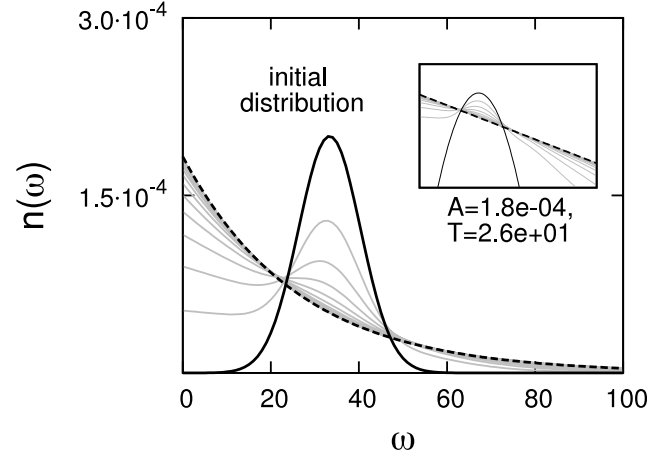 3.0·10⁻⁴
initial
distribution
n(ω)
1.5·10⁻⁴
A=1.8e-04,
T=2.6e+01
0 20 40 60 80 100
ω